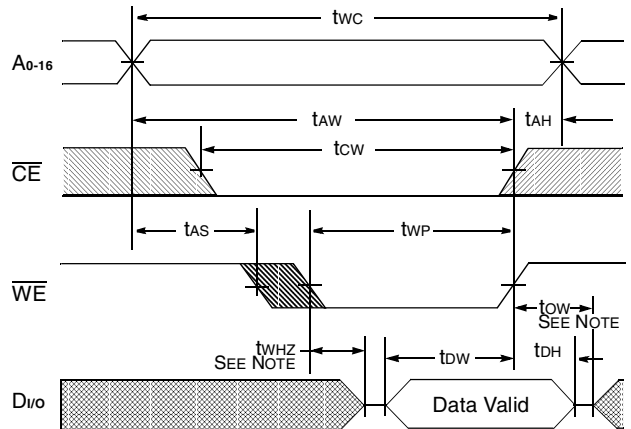 tWC
A0-16
tAW
tAH
tCW
CE
tAS
tWP
WE
tOW
SEE NOTE
tWHZ
SEE NOTE
tDW
tDH
DI/O
Data Valid